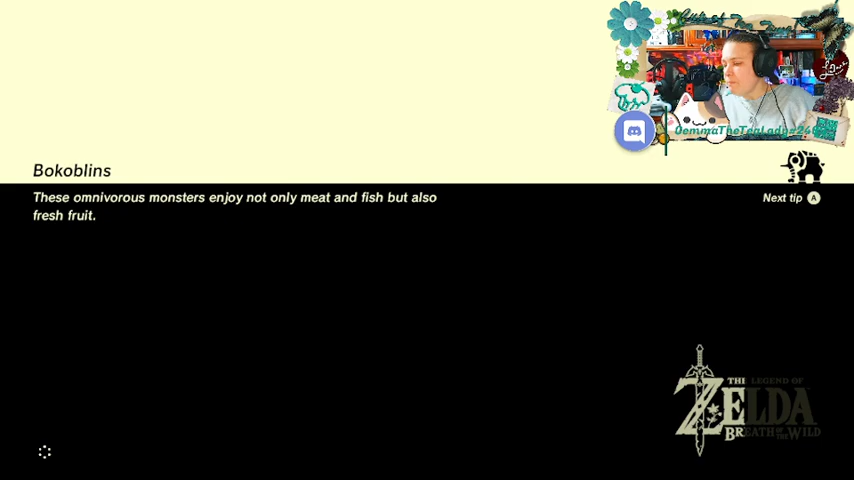 Bokoblins
These omnivorous monsters enjoy not only meat and fish but also
fresh fruit.
Next tip A
THE LEGEND OF
ZELDA
BREATH OF THE WILD